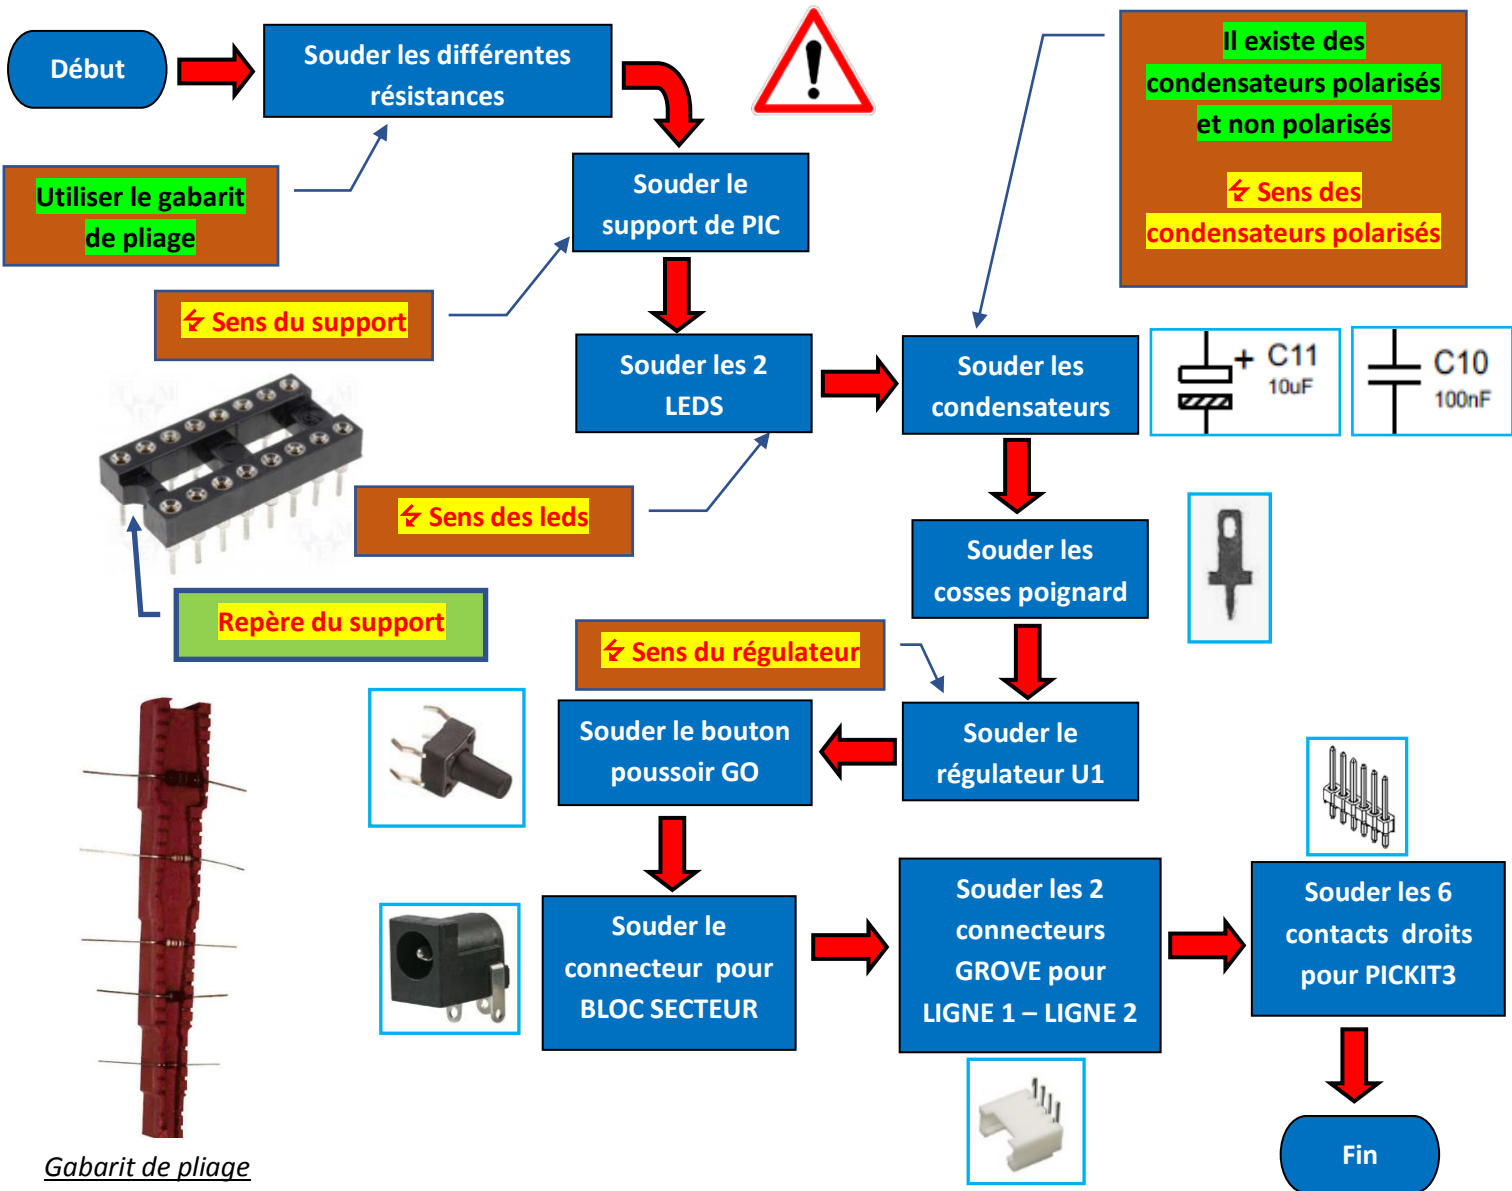 Début
Souder les différentes
résistances
Utiliser le gabarit
de pliage
Souder le
support de PIC
Sens du support
Il existe des
condensateurs polarisés
et non polarisés
Sens des
condensateurs polarisés
Souder les 2
LEDS
Souder les
condensateurs
+ C11
10uF
C10
100nF
Sens des leds
Repère du support
Souder les
cosses poignard
Sens du régulateur
Souder le
régulateur U1
Souder le bouton
poussoir GO
Souder le
connecteur pour
BLOC SECTEUR
Souder les 2
connecteurs
GROVE pour
LIGNE 1 – LIGNE 2
Souder les 6
contacts droits
pour PICKIT3
Fin
Gabarit de pliage